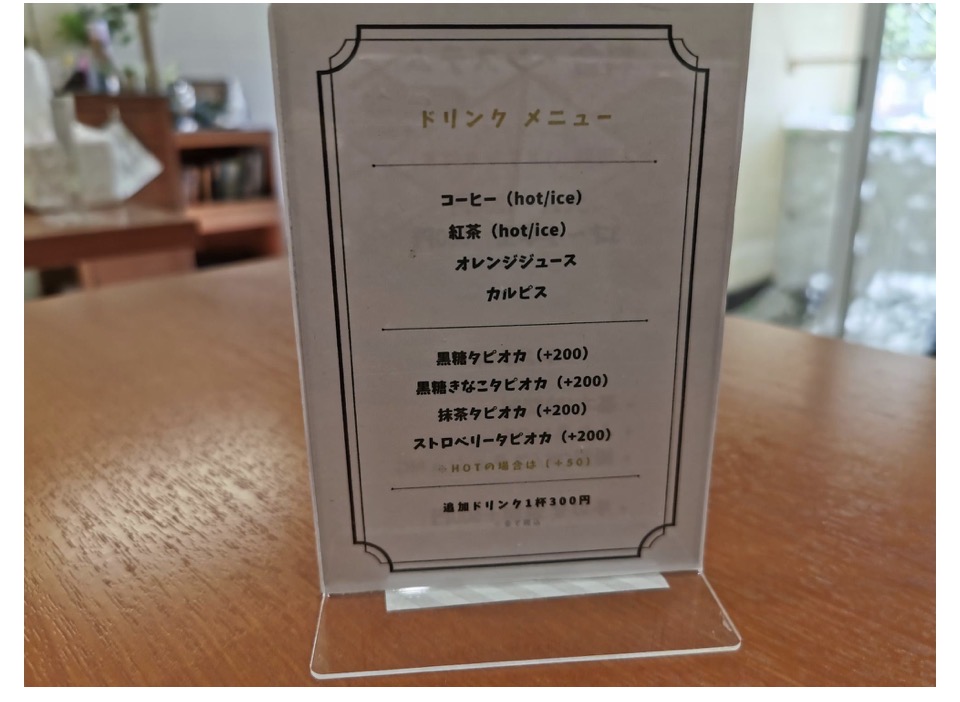 ドリンク メニュー
コーヒー（hot/ice）
紅茶（hot/ice）
オレンジジュース
カルピス
黒糖タピオカ（+200）
黒糖きなこタピオカ（+200）
抹茶タピオカ（+200）
ストロベリータピオカ（+200）
※HOTの場合は（+50）
追加ドリンク1杯300円